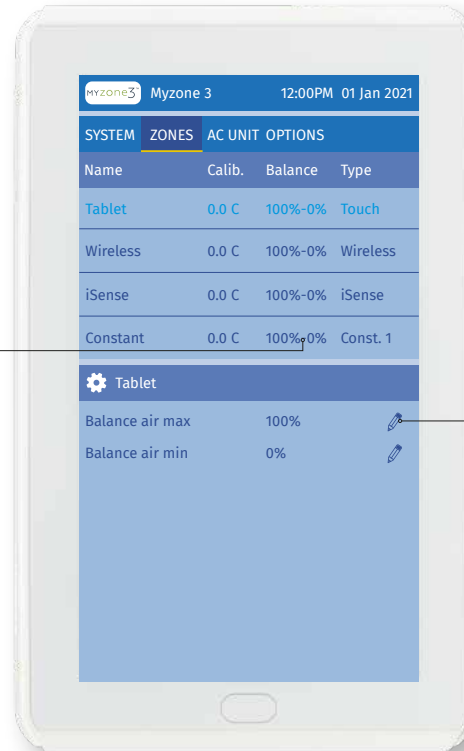 MYzone3™ Myzone 3 12:00PM 01 Jan 2021
SYSTEM ZONES AC UNIT OPTIONS
Name Calib. Balance Type
Tablet 0.0 C 100%-0% Touch
Wireless 0.0 C 100%-0% Wireless
iSense 0.0 C 100%-0% iSense
Constant 0.0 C 100%-0% Const. 1
Tablet
Balance air max 100%
Balance air min 0%